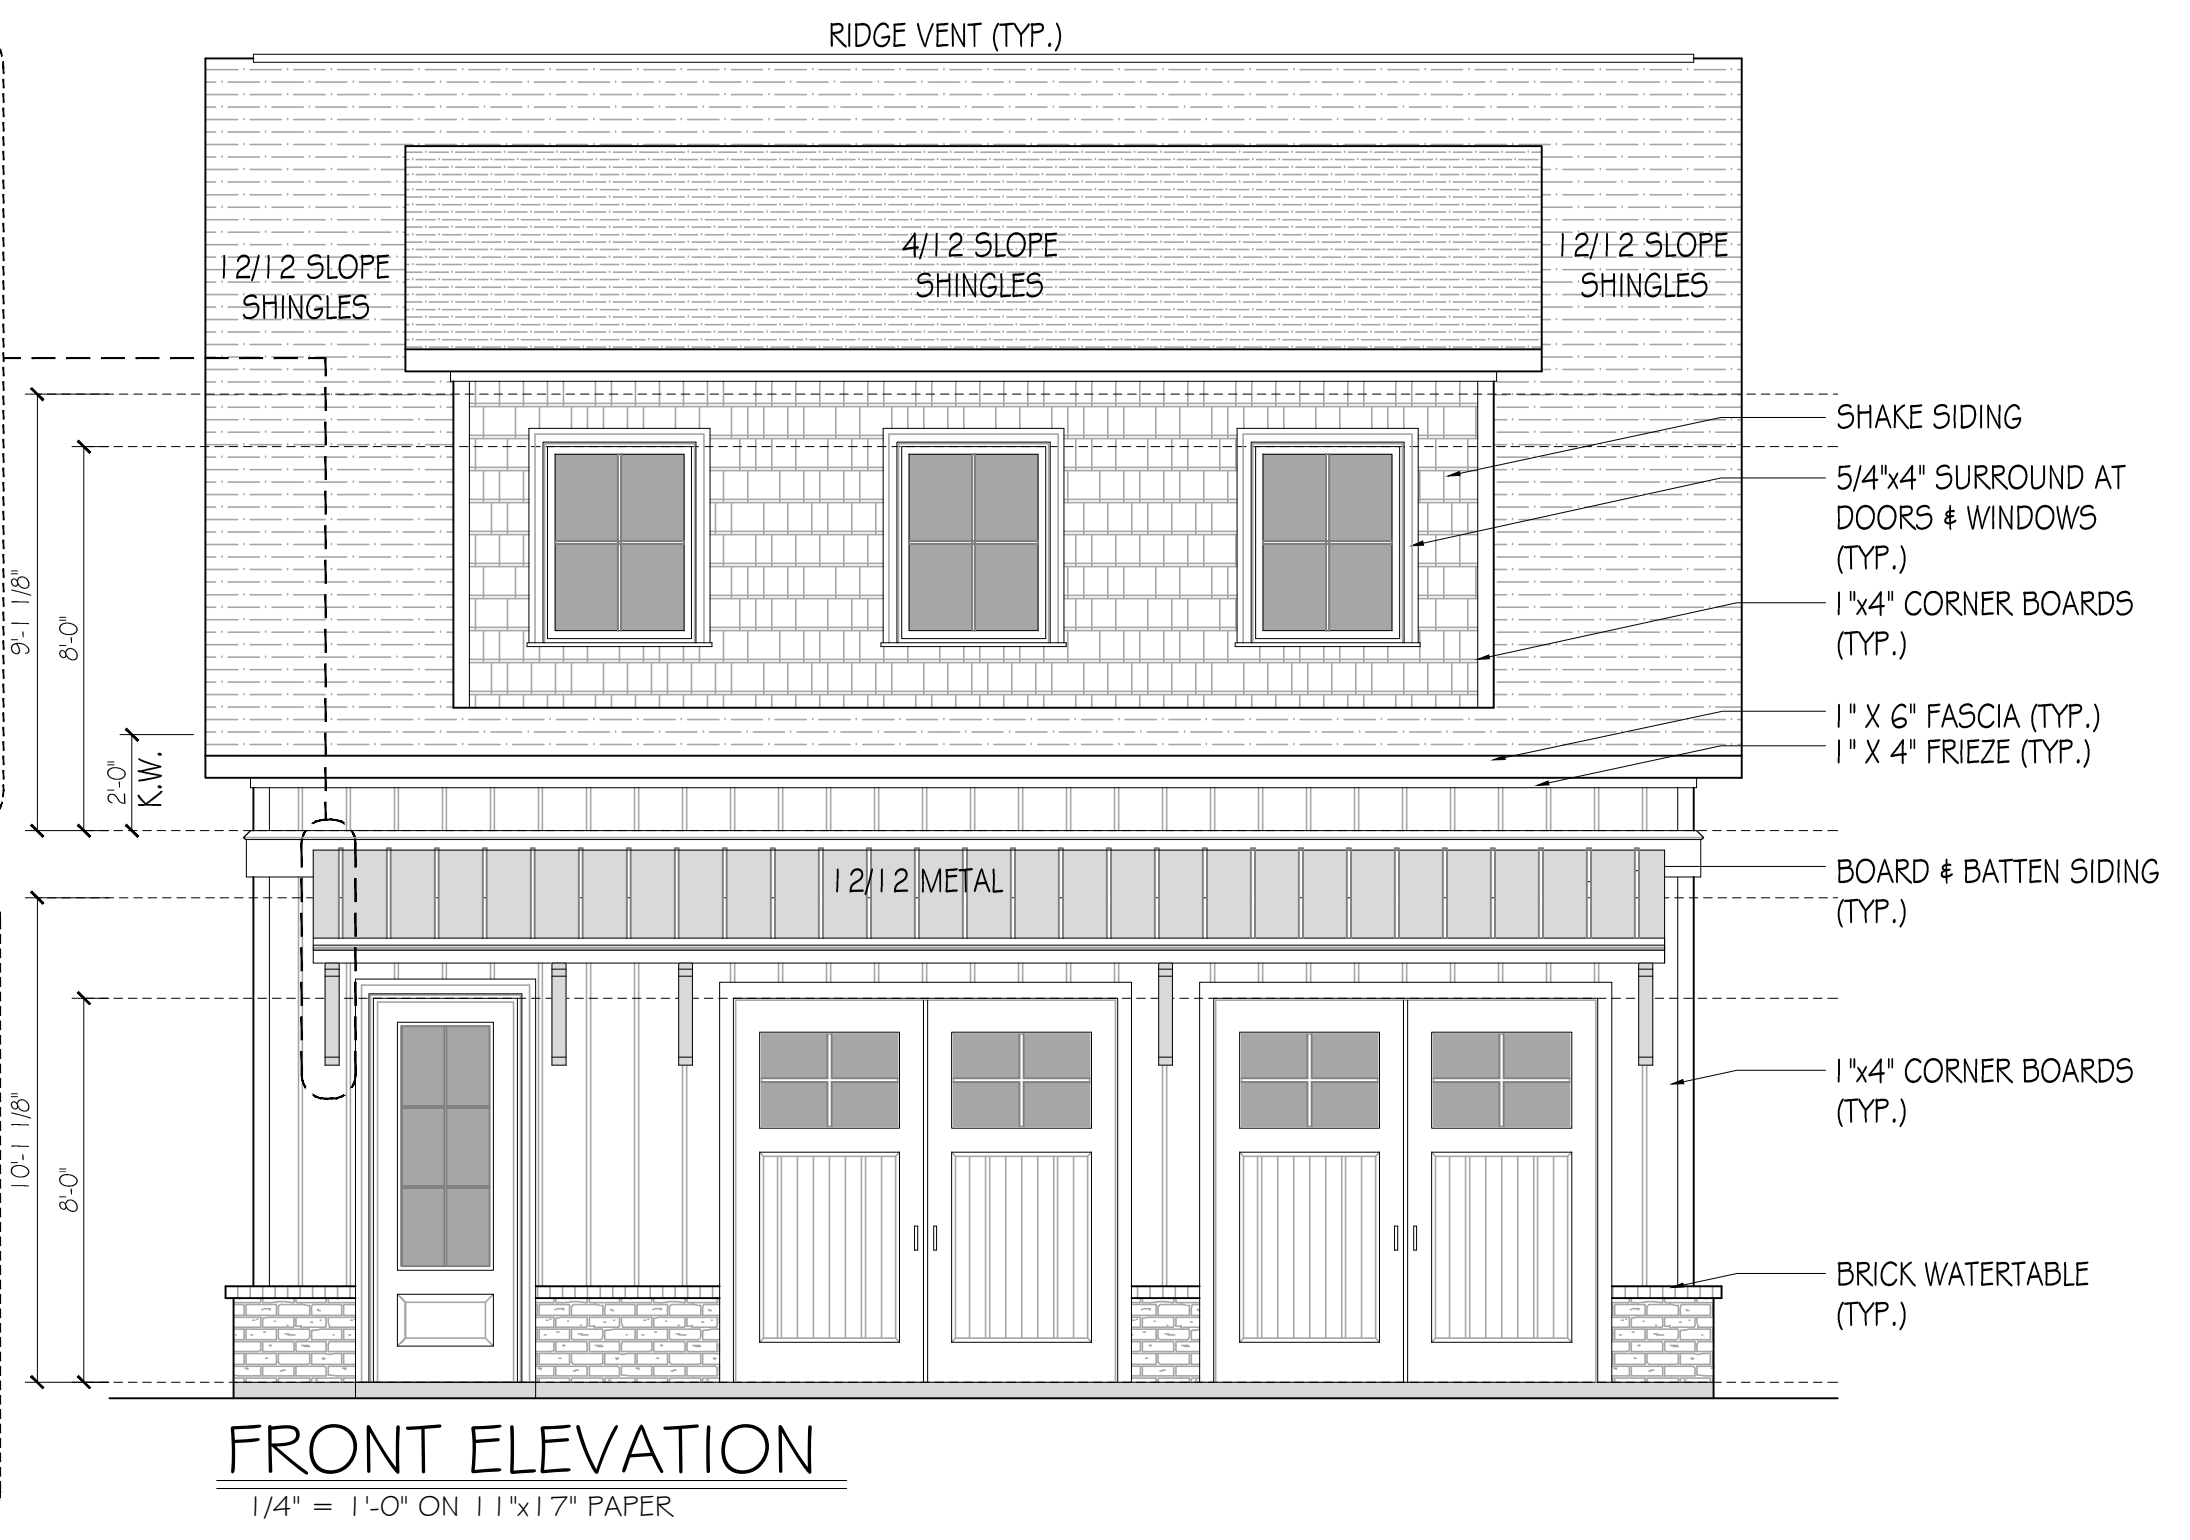 RIDGE VENT (TYP.)
12/12 SLOPE
SHINGLES
4/12 SLOPE
SHINGLES
12/12 SLOPE
SHINGLES
SHAKE SIDING
5/4"x4" SURROUND AT
DOORS & WINDOWS
(TYP.)
1"x4" CORNER BOARDS
(TYP.)
1" X 6" FASCIA (TYP.)
1" X 4" FRIEZE (TYP.)
9'-1 1/8"
8'-0"
2'-0"
K.W.
12/12 METAL
BOARD & BATTEN SIDING
(TYP.)
1"x4" CORNER BOARDS
(TYP.)
10'-1 1/8"
8'-0"
BRICK WATERTABLE
(TYP.)
FRONT ELEVATION
1/4" = 1'-0" ON 11"x17" PAPER